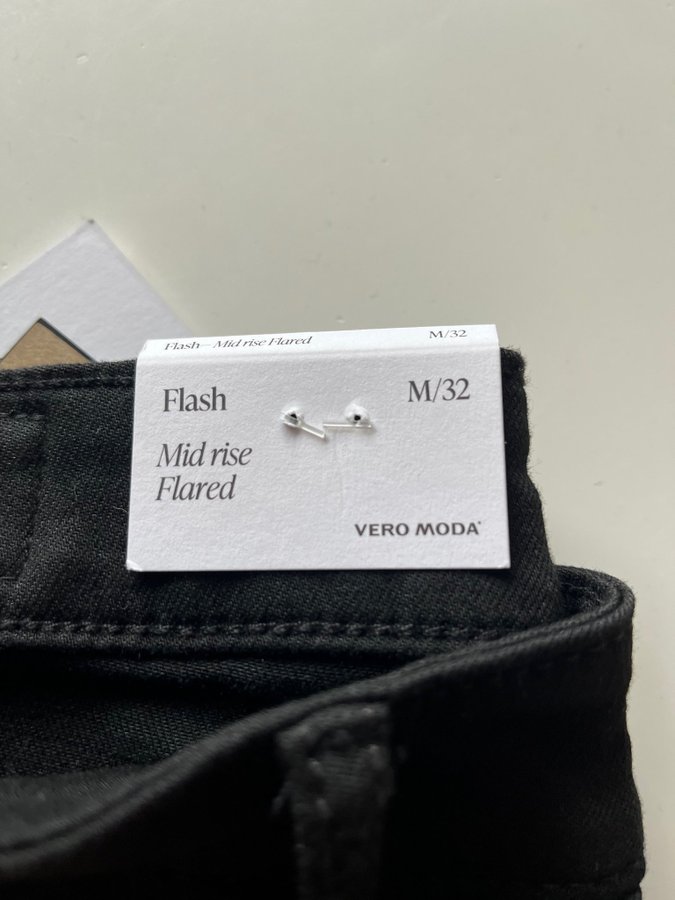 Flash—Mid rise Flared M/32
Flash M/32
Mid rise
Flared
VERO MODA